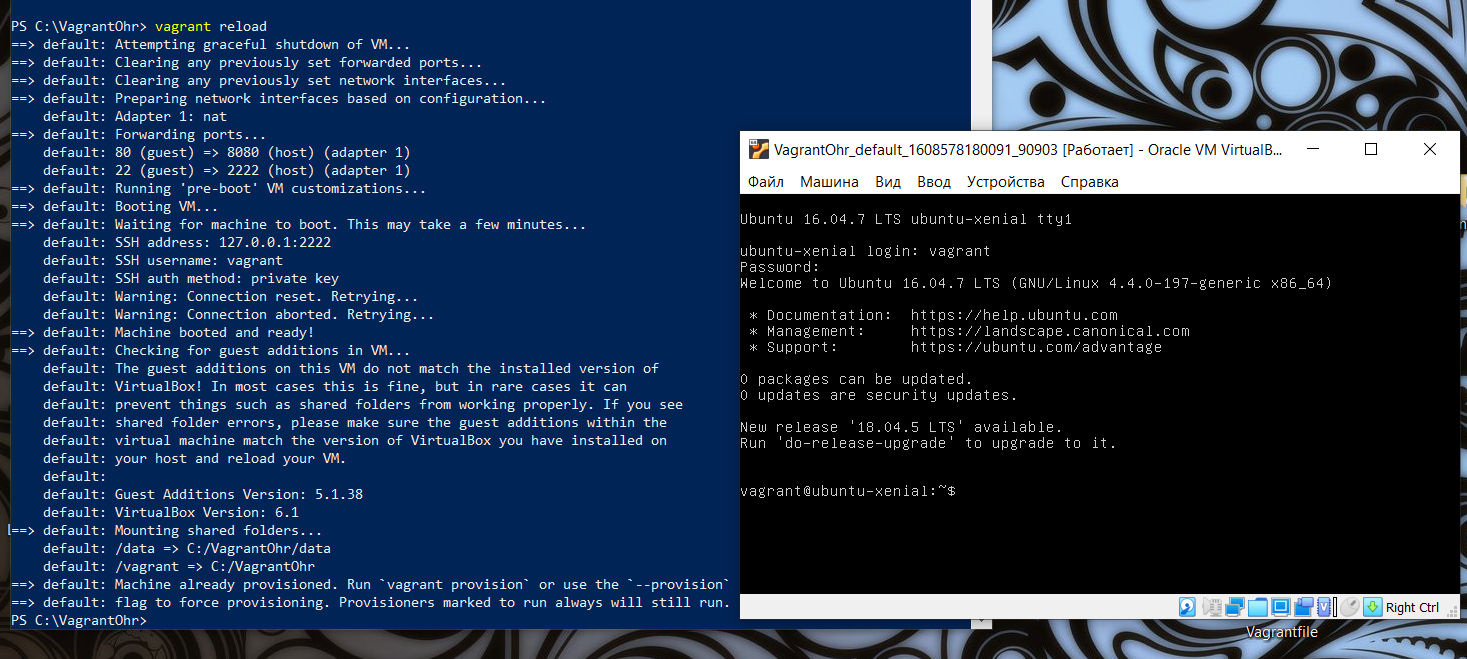 PS C:\VagrantOhr> vagrant reload
==> default: Attempting graceful shutdown of VM...
==> default: Clearing any previously set forwarded ports...
==> default: Clearing any previously set network interfaces...
==> default: Preparing network interfaces based on configuration...
    default: Adapter 1: nat
==> default: Forwarding ports...
    default: 80 (guest) => 8080 (host) (adapter 1)
    default: 22 (guest) => 2222 (host) (adapter 1)
==> default: Running 'pre-boot' VM customizations...
==> default: Booting VM...
==> default: Waiting for machine to boot. This may take a few minutes...
    default: SSH address: 127.0.0.1:2222
    default: SSH username: vagrant
    default: SSH auth method: private key
    default: Warning: Connection reset. Retrying...
    default: Warning: Connection aborted. Retrying...
==> default: Machine booted and ready!
==> default: Checking for guest additions in VM...
    default: The guest additions on this VM do not match the installed version of
    default: VirtualBox! In most cases this is fine, but in rare cases it can
    default: prevent things such as shared folders from working properly. If you see
    default: shared folder errors, please make sure the guest additions within the
    default: virtual machine match the version of VirtualBox you have installed on
    default: your host and reload your VM.
    default:
    default: Guest Additions Version: 5.1.38
    default: VirtualBox Version: 6.1
==> default: Mounting shared folders...
    default: /data => C:/VagrantOhr/data
    default: /vagrant => C:/VagrantOhr
==> default: Machine already provisioned. Run `vagrant provision` or use the `--provision`
==> default: flag to force provisioning. Provisioners marked to run always will still run.
PS C:\VagrantOhr>
VagrantOhr_default_1608578180091_90903 [Работает] - Oracle VM VirtualB...
Файл Машина Вид Ввод Устройства Справка
Ubuntu 16.04.7 LTS ubuntu-xenial tty1
ubuntu-xenial login: vagrant
Password:
Welcome to Ubuntu 16.04.7 LTS (GNU/Linux 4.4.0-197-generic x86_64)
 * Documentation:  https://help.ubuntu.com
 * Management:     https://landscape.canonical.com
 * Support:        https://ubuntu.com/advantage
0 packages can be updated.
0 updates are security updates.
New release '18.04.5 LTS' available.
Run 'do-release-upgrade' to upgrade to it.
vagrant@ubuntu-xenial:~$
Right Ctrl
Vagrantfile